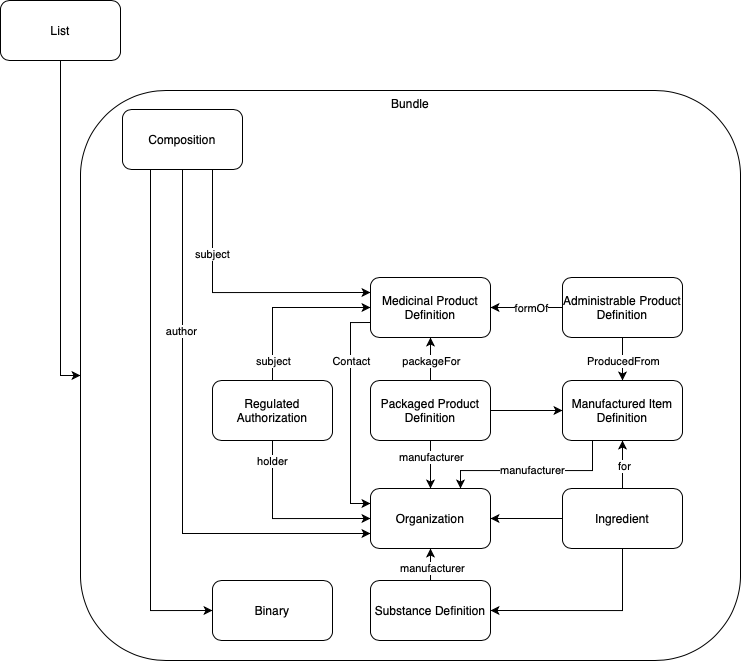 List
Bundle
Composition
subject
Medicinal Product
Definition
formOf
Administrable Product
Definition
author
subject
Contact
packageFor
ProducedFrom
Regulated
Authorization
Packaged Product
Definition
Manufactured Item
Definition
holder
manufacturer
manufacturer
for
Organization
Ingredient
manufacturer
Binary
Substance Definition